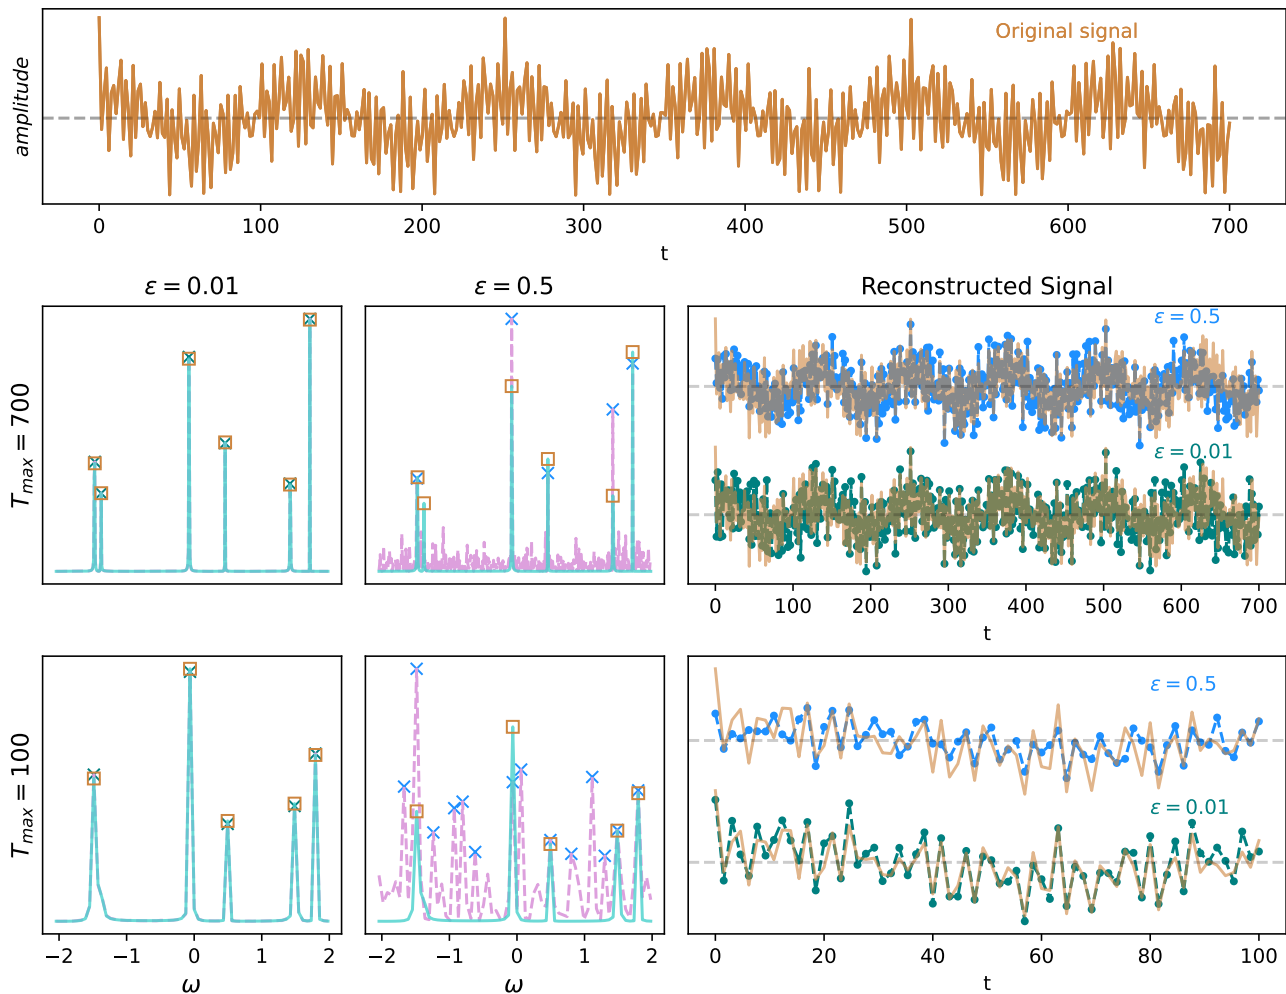 Original signal
amplitude
0 100 200 300 400 500 600 700
t
ε = 0.01
ε = 0.5
Reconstructed Signal
T_max = 700
ε = 0.5
ε = 0.01
0 100 200 300 400 500 600 700
t
T_max = 100
ε = 0.5
ε = 0.01
−2 −1 0 1 2
ω
−2 −1 0 1 2
ω
0 20 40 60 80 100
t